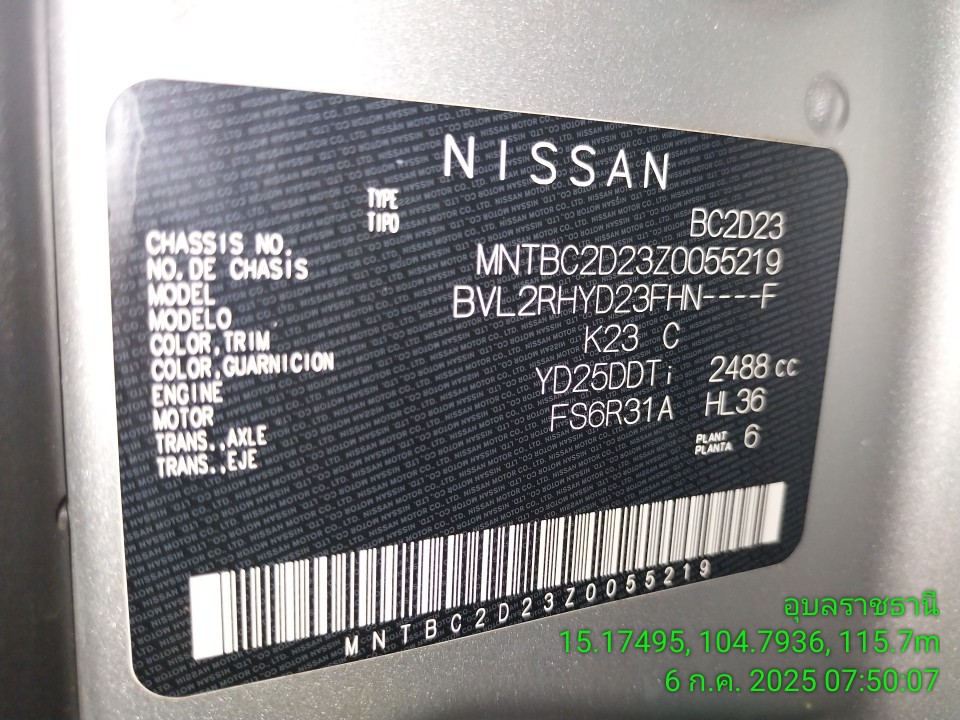 NISSAN
TYPE
TIPO
BC2D23
CHASSIS NO.
NO. DE CHASIS
MNTBC2D23Z0055219
MODEL
MODELO
BVL2RHYD23FHN----F
COLOR,TRIM
COLOR,GUARNICION
K23 C
ENGINE
MOTOR
YD25DDTi 2488 cc
TRANS.,AXLE
TRANS.,EJE
FS6R31A HL36
PLANT
PLANTA
6
MNTBC2D23Z0055219
อุบลราชธานี
15.17495, 104.7936, 115.7m
6 ก.ค. 2025 07:50:07